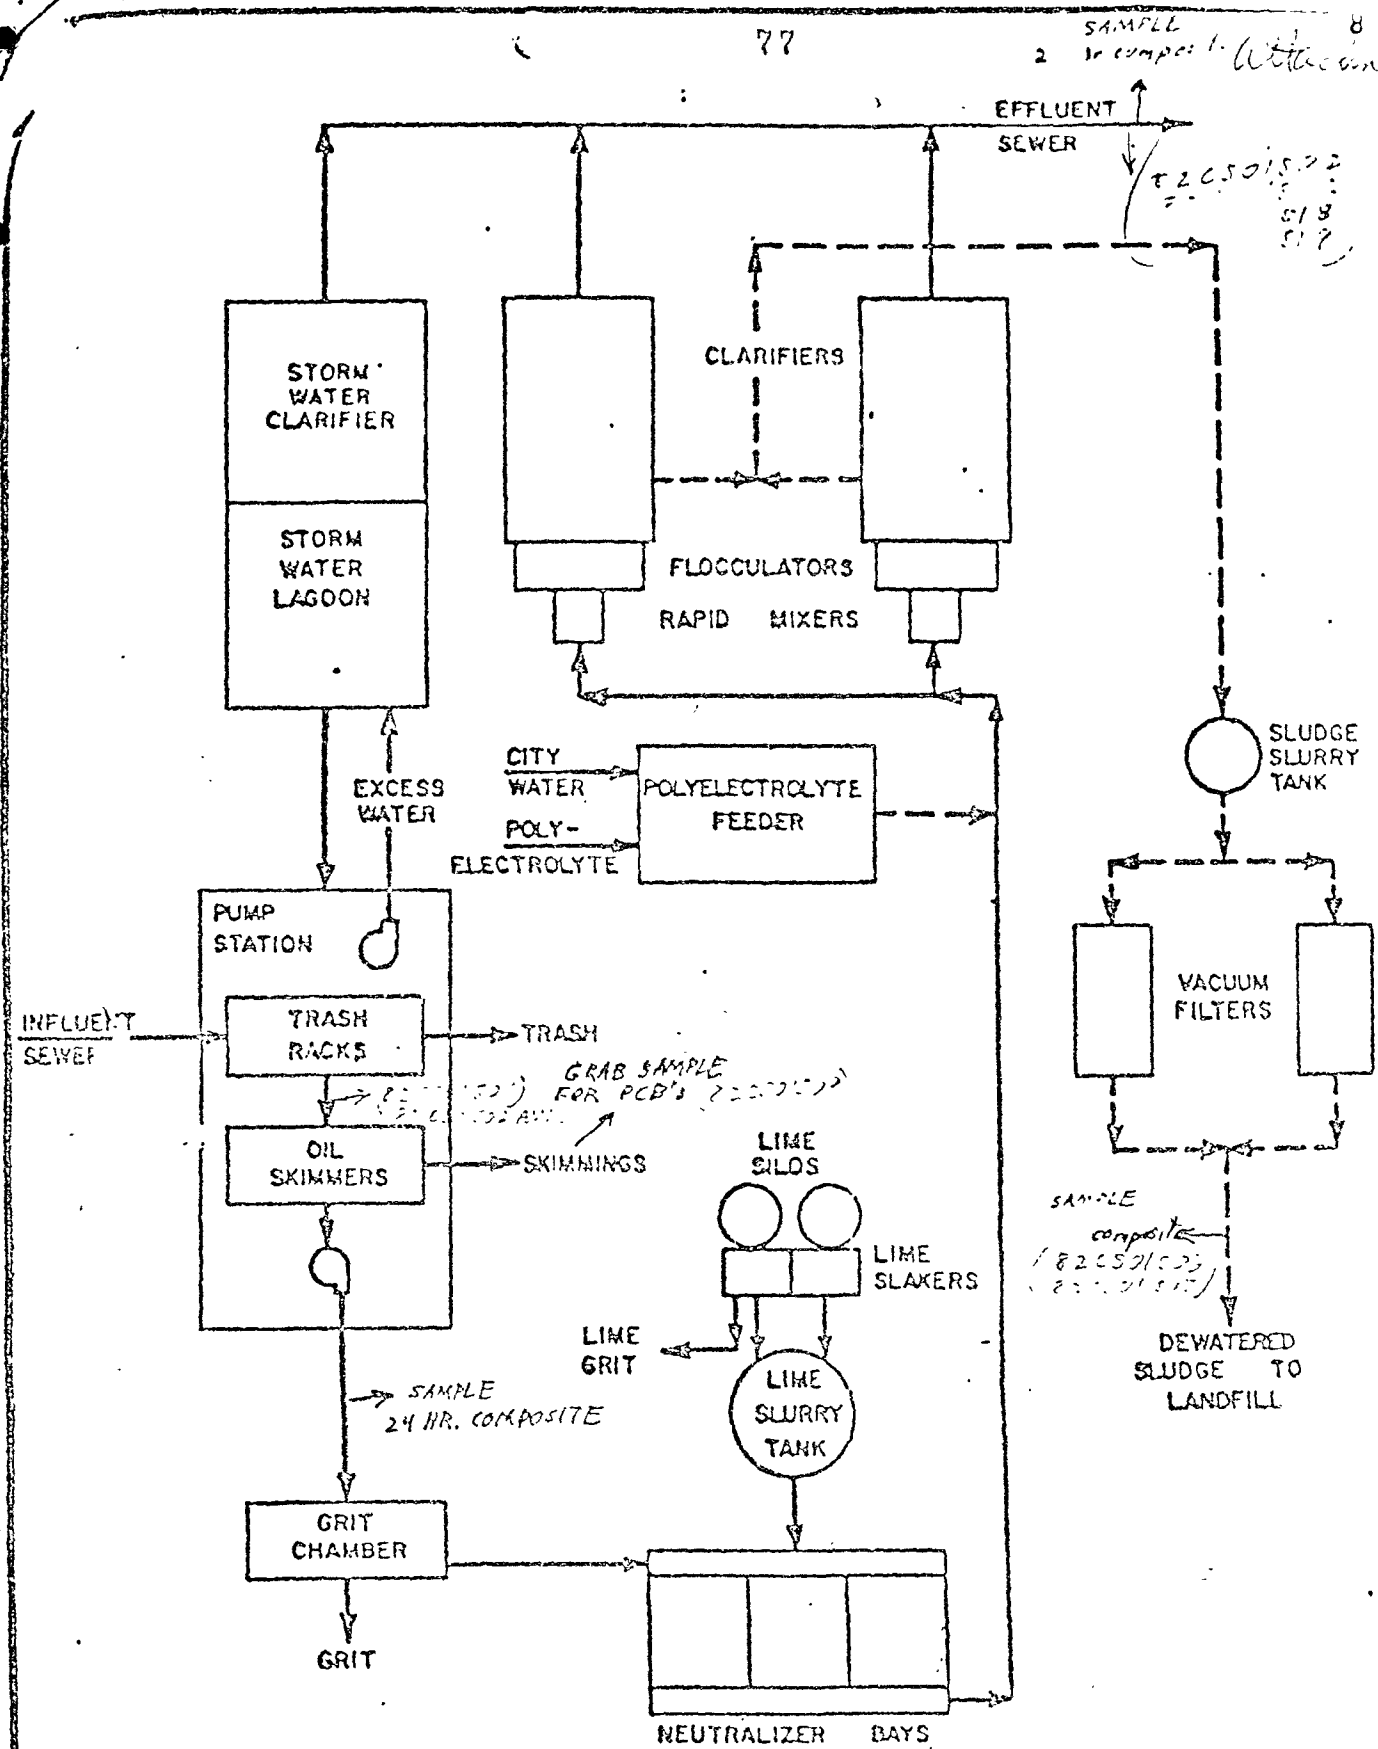 8
77
SAMPLE
2
EFFLUENT
SEWER
518
CLARIFIERS
STORM
WATER
CLARIFIER
STORM
WATER
LAGOON
FLOCCULATORS
RAPID MIXERS
EXCESS
WATER
CITY
WATER
POLY-
ELECTROLYTE
POLYELECTROLYTE
FEEDER
SLUDGE
SLURRY
TANK
PUMP
STATION
VACUUM
FILTERS
INFLUENT
SEWER
TRASH
RACKS
TRASH
GRAB SAMPLE
FOR PCB's
OIL
SKIMMERS
SKIMMINGS
LIME
SILOS
LIME
SLAKERS
SAMPLE
composite
LIME
GRIT
LIME
SLURRY
TANK
DEWATERED
SLUDGE TO
LANDFILL
SAMPLE
24 HR. COMPOSITE
GRIT
CHAMBER
GRIT
NEUTRALIZER BAYS